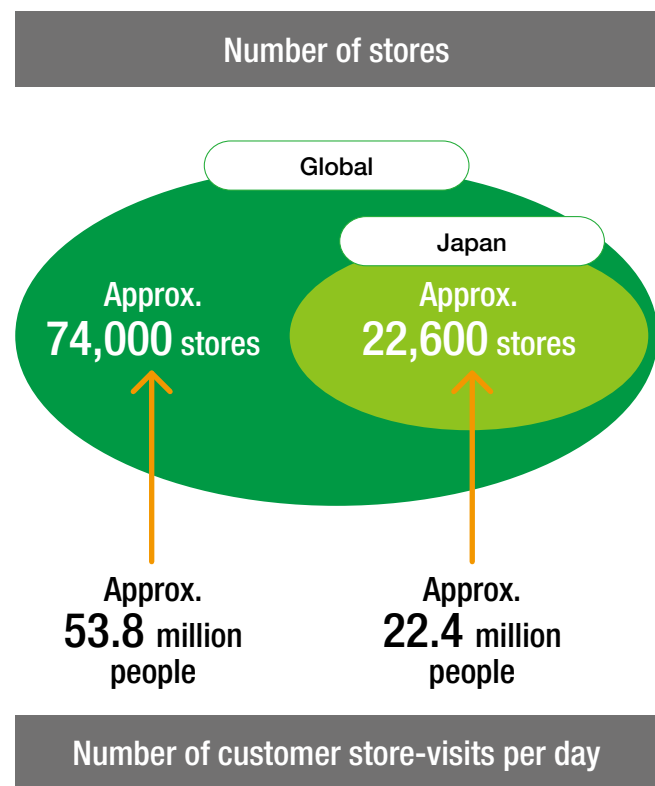 Number of stores
Global
Japan
Approx.
74,000 stores
Approx.
22,600 stores
Approx.
53.8 million
people
Approx.
22.4 million
people
Number of customer store-visits per day